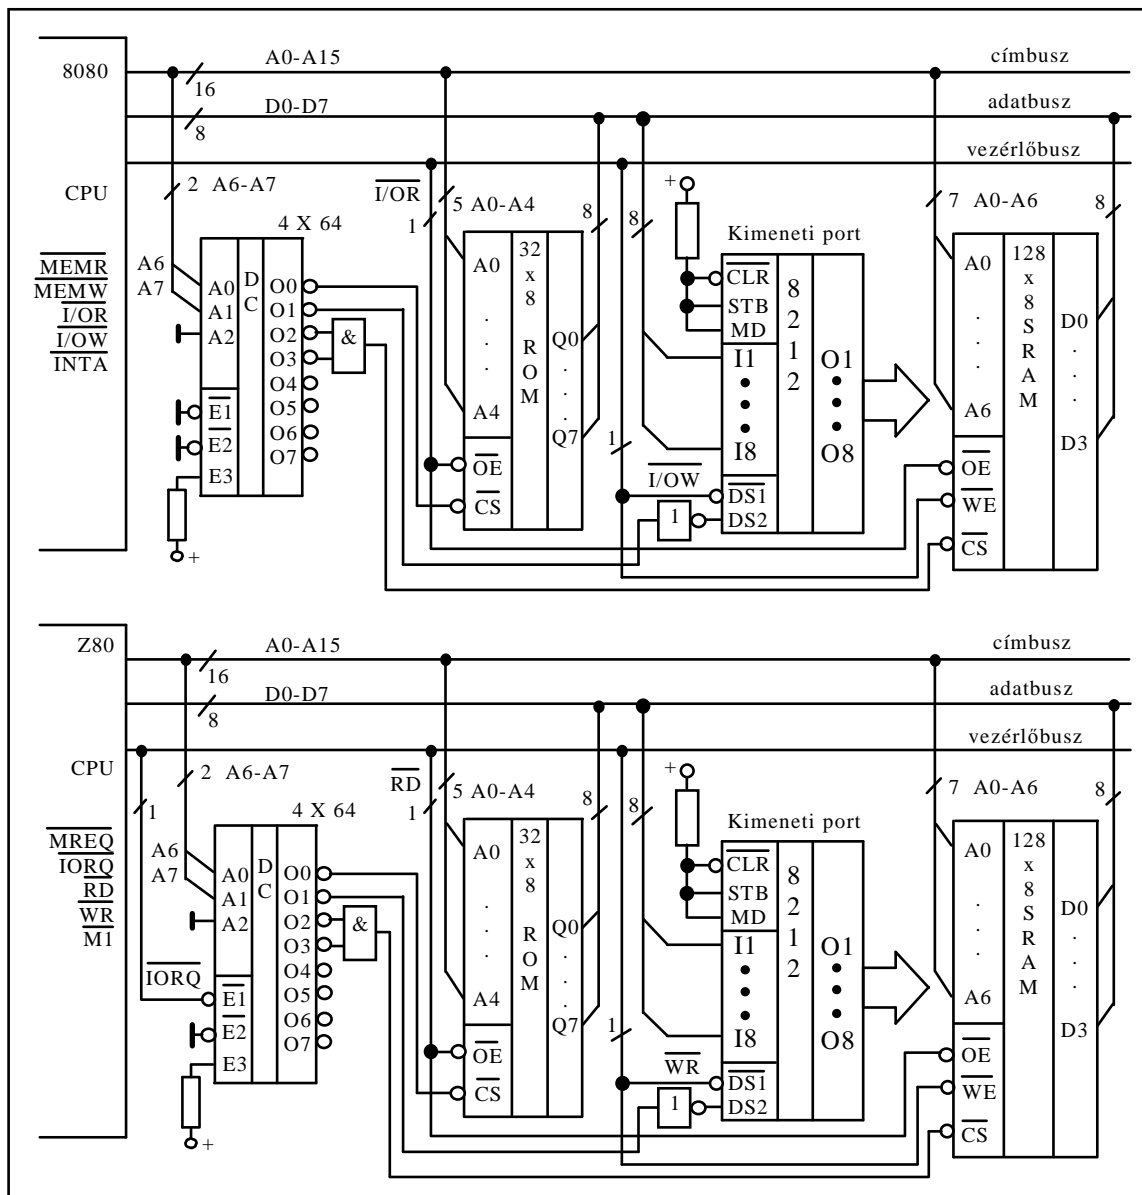 8080
A0-A15
címbusz
16
D0-D7
adatbusz
8
vezérlőbusz
CPU
2 A6-A7
I/OR
5 A0-A4
1
8
8
+
7 A0-A6
8
4 X 64
32
x
8
ROM
Kimeneti port
128
x
8
SRAM
MEMR
MEMW
I/OR
I/OW
INTA
A6
A7
A0
A1
A2
E1
E2
E3
+
DC
O0
O1
O2
O3
O4
O5
O6
O7
&
A0
.
.
.
.
A4
OE
CS
Q0
.
.
.
Q7
CLR
STB
MD
I1
I8
DS1
DS2
8
2
1
2
O1
O8
1
I/OW
1
A0
.
.
.
A6
OE
WE
CS
D0
.
.
.
D3
Z80
A0-A15
címbusz
16
D0-D7
adatbusz
8
vezérlőbusz
CPU
2 A6-A7
1
RD
5 A0-A4
1
8
8
+
7 A0-A6
8
4 X 64
32
x
8
ROM
Kimeneti port
128
x
8
SRAM
MREQ
IORQ
RD
WR
M1
A6
A7
IORQ
A0
A1
A2
E1
E2
E3
+
DC
O0
O1
O2
O3
O4
O5
O6
O7
&
A0
.
.
.
.
A4
OE
CS
Q0
.
.
.
Q7
CLR
STB
MD
I1
I8
DS1
DS2
8
2
1
2
O1
O8
1
WR
1
A0
.
.
.
A6
OE
WE
CS
D0
.
.
.
D3